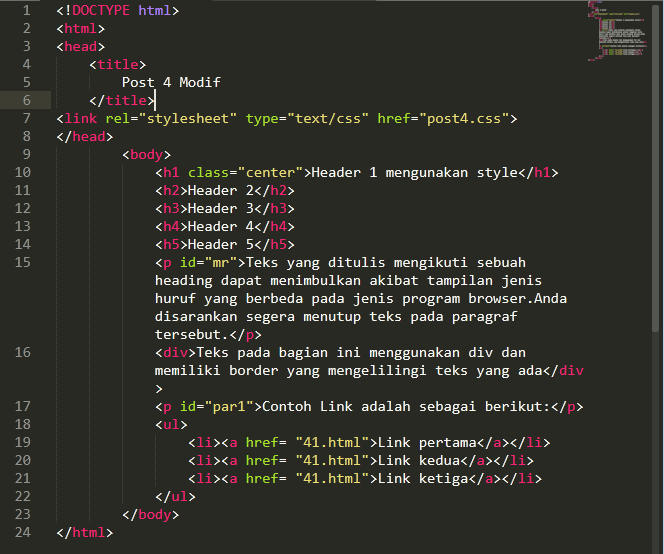 1 <!DOCTYPE html>
2 <html>
3 <head>
4 <title>
5 Post 4 Modif
6 </title>
7 <link rel="stylesheet" type="text/css" href="post4.css">
8 </head>
9 <body>
10 <h1 class="center">Header 1 mengunakan style</h1>
11 <h2>Header 2</h2>
12 <h3>Header 3</h3>
13 <h4>Header 4</h4>
14 <h5>Header 5</h5>
15 <p id="mr">Teks yang ditulis mengikuti sebuah
heading dapat menimbulkan akibat tampilan jenis
huruf yang berbeda pada jenis program browser.Anda
disarankan segera menutup teks pada paragraf
tersebut.</p>
16 <div>Teks pada bagian ini menggunakan div dan
memiliki border yang mengelilingi teks yang ada</div
>
17 <p id="par1">Contoh Link adalah sebagai berikut:</p>
18 <ul>
19 <li><a href= "41.html">Link pertama</a></li>
20 <li><a href= "41.html">Link kedua</a></li>
21 <li><a href= "41.html">Link ketiga</a></li>
22 </ul>
23 </body>
24 </html>